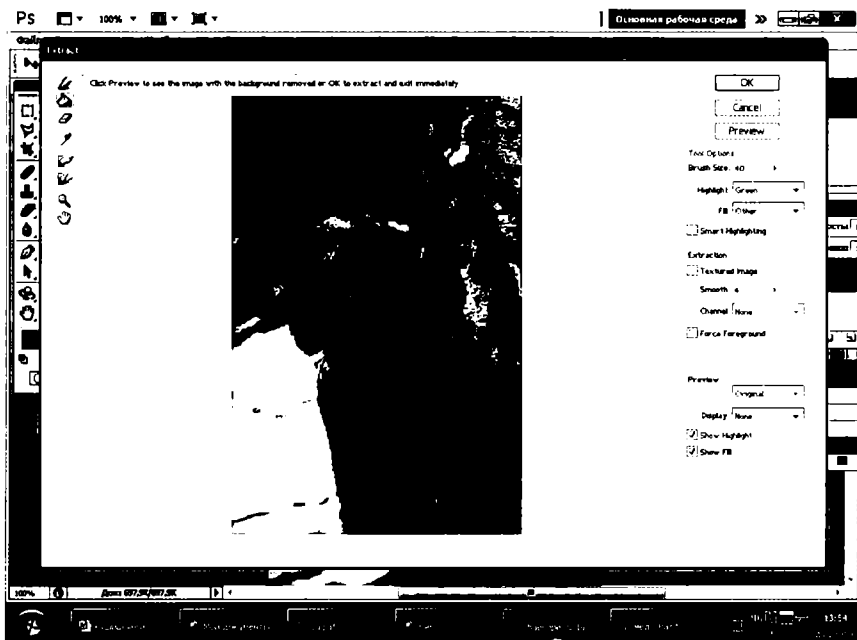 Ps 100% Основная рабочая среда
Extract
Click Preview to see the image with the background removed or OK to extract and exit immediately
OK
Cancel
Preview
Tool Options
Brush Size: 40
Highlight: Green
Fill: Other
Smart Highlighting
Extraction
Textured Image
Smooth:
Channel: None
Force Foreground
Preview
Original
Display: None
Show Highlight
Show Fill
100%
13:54